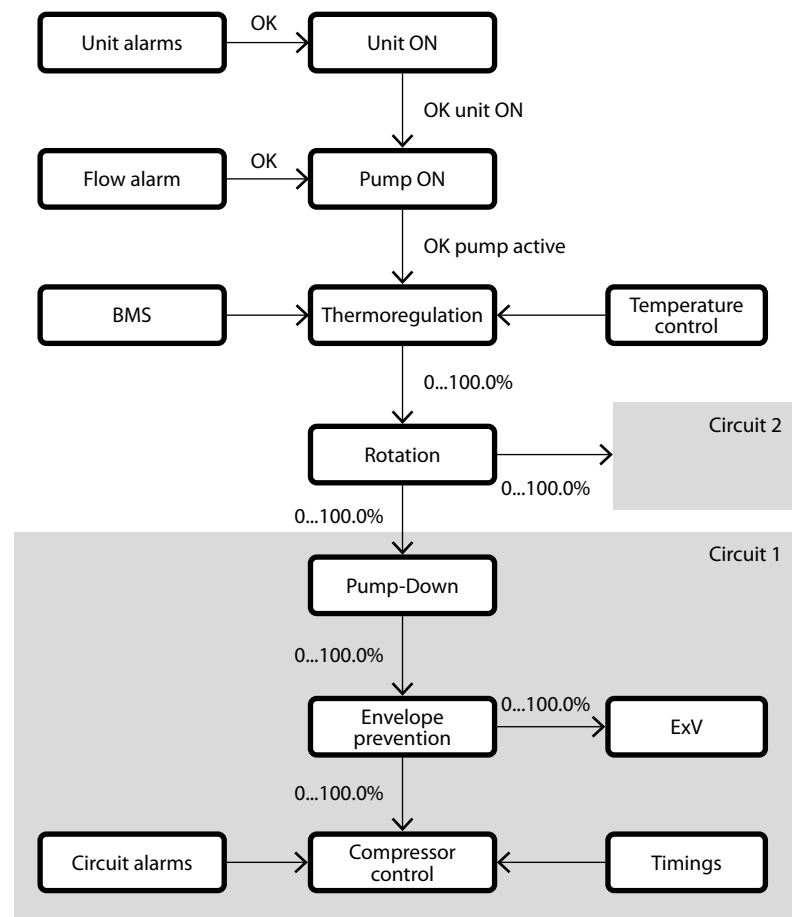 Unit alarms
OK
Unit ON
OK unit ON
Flow alarm
OK
Pump ON
OK pump active
BMS
Thermoregulation
Temperature
control
0...100.0%
Circuit 2
Rotation
0...100.0%
0...100.0%
Circuit 1
Pump-Down
0...100.0%
Envelope
prevention
0...100.0%
ExV
0...100.0%
Circuit alarms
Compressor
control
Timings